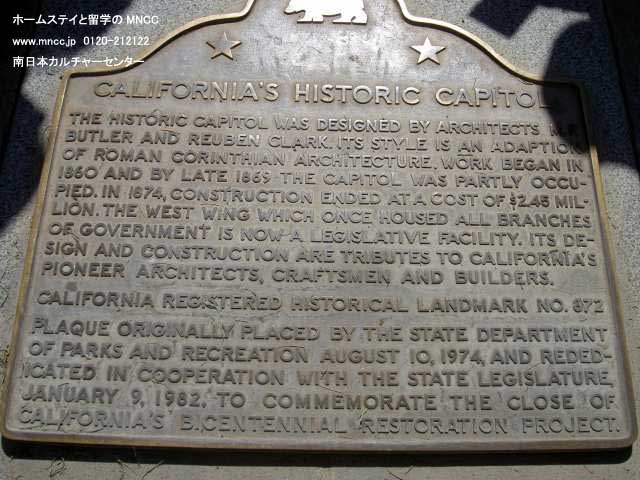 ホームステイと留学の MNCC
www.mncc.jp 0120-212122
南日本カルチャーセンター
CALIFORNIA'S HISTORIC CAPITOL
THE HISTORIC CAPITOL WAS DESIGNED BY ARCHITECTS M.F.
BUTLER AND REUBEN CLARK. ITS STYLE IS AN ADAPTION
OF ROMAN CORINTHIAN ARCHITECTURE. WORK BEGAN IN
1860 AND BY LATE 1869 THE CAPITOL WAS PARTLY OCCU-
PIED. IN 1874, CONSTRUCTION ENDED AT A COST OF $2.45 MIL-
LION. THE WEST WING WHICH ONCE HOUSED ALL BRANCHES
OF GOVERNMENT IS NOW A LEGISLATIVE FACILITY. ITS DE-
SIGN AND CONSTRUCTION ARE TRIBUTES TO CALIFORNIA'S
PIONEER ARCHITECTS, CRAFTSMEN AND BUILDERS.
CALIFORNIA REGISTERED HISTORICAL LANDMARK NO. 872
PLAQUE ORIGINALLY PLACED BY THE STATE DEPARTMENT
OF PARKS AND RECREATION AUGUST 10, 1974, AND REDED-
ICATED IN COOPERATION WITH THE STATE LEGISLATURE,
JANUARY 9, 1982, TO COMMEMORATE THE CLOSE OF
CALIFORNIA'S BICENTENNIAL RESTORATION PROJECT.